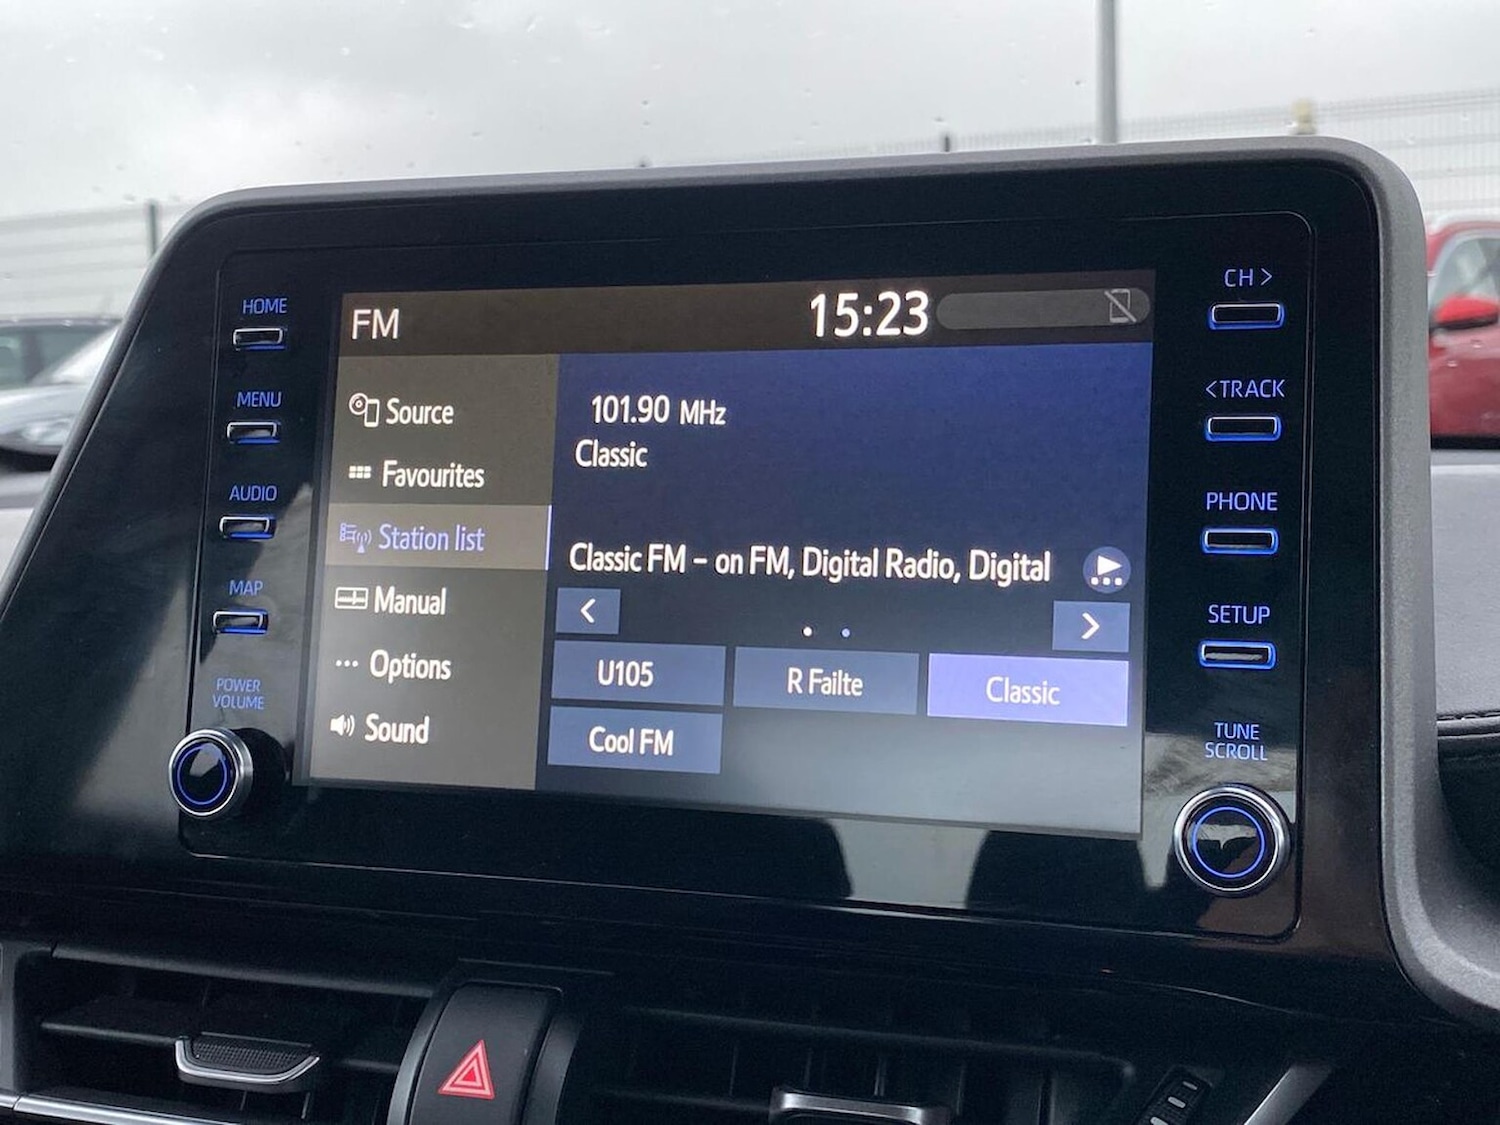 HOME
MENU
AUDIO
MAP
POWER
VOLUME
FM
15:23
Source
Favourites
Station list
Manual
Options
Sound
101.90 MHz
Classic
Classic FM – on FM, Digital Radio, Digital
<
>
U105
R Failte
Classic
Cool FM
CH >
<TRACK
PHONE
SETUP
TUNE
SCROLL